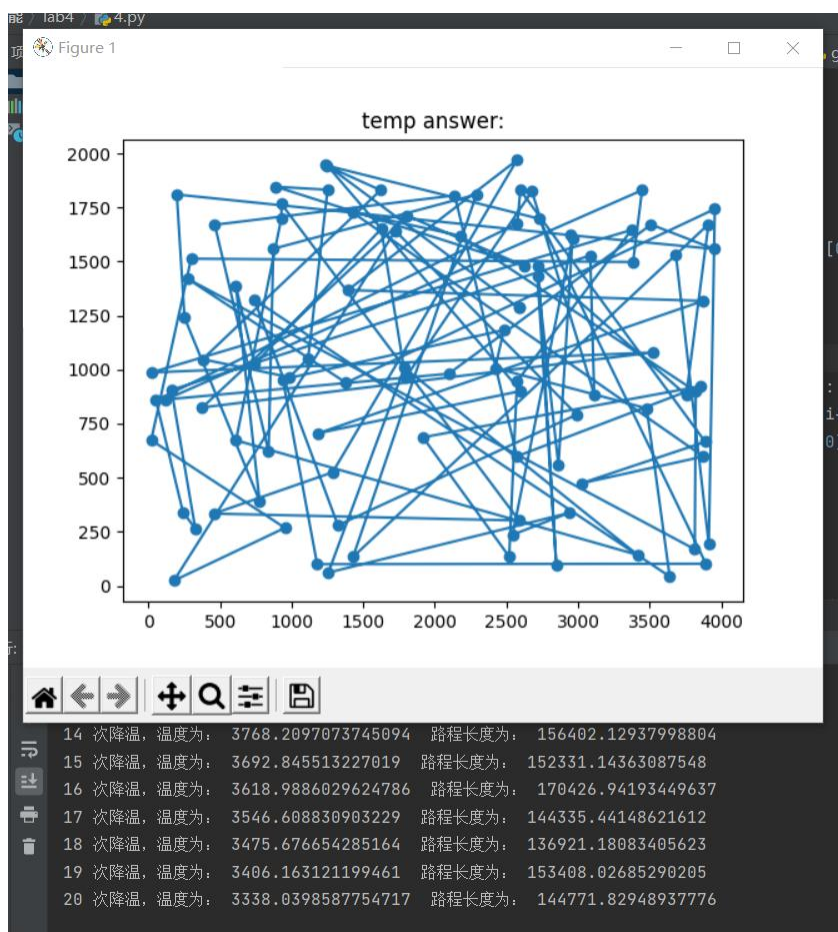 能 〉 lab4 〉 4.py
项
Figure 1
g
temp answer:
2000
1750
1500
1250
1000
750
500
250
0
0 500 1000 1500 2000 2500 3000 3500 4000
[
:
i
0
行:
14 次降温，温度为： 3768.2097073745094 路程长度为： 156402.12937998804
15 次降温，温度为： 3692.845513227019 路程长度为： 152331.14363087548
16 次降温，温度为： 3618.9886029624786 路程长度为： 170426.94193449637
17 次降温，温度为： 3546.608830903229 路程长度为： 144335.44148621612
18 次降温，温度为： 3475.676654285164 路程长度为： 136921.18083405623
19 次降温，温度为： 3406.163121199461 路程长度为： 153408.02685290205
20 次降温，温度为： 3338.0398587754717 路程长度为： 144771.82948937776